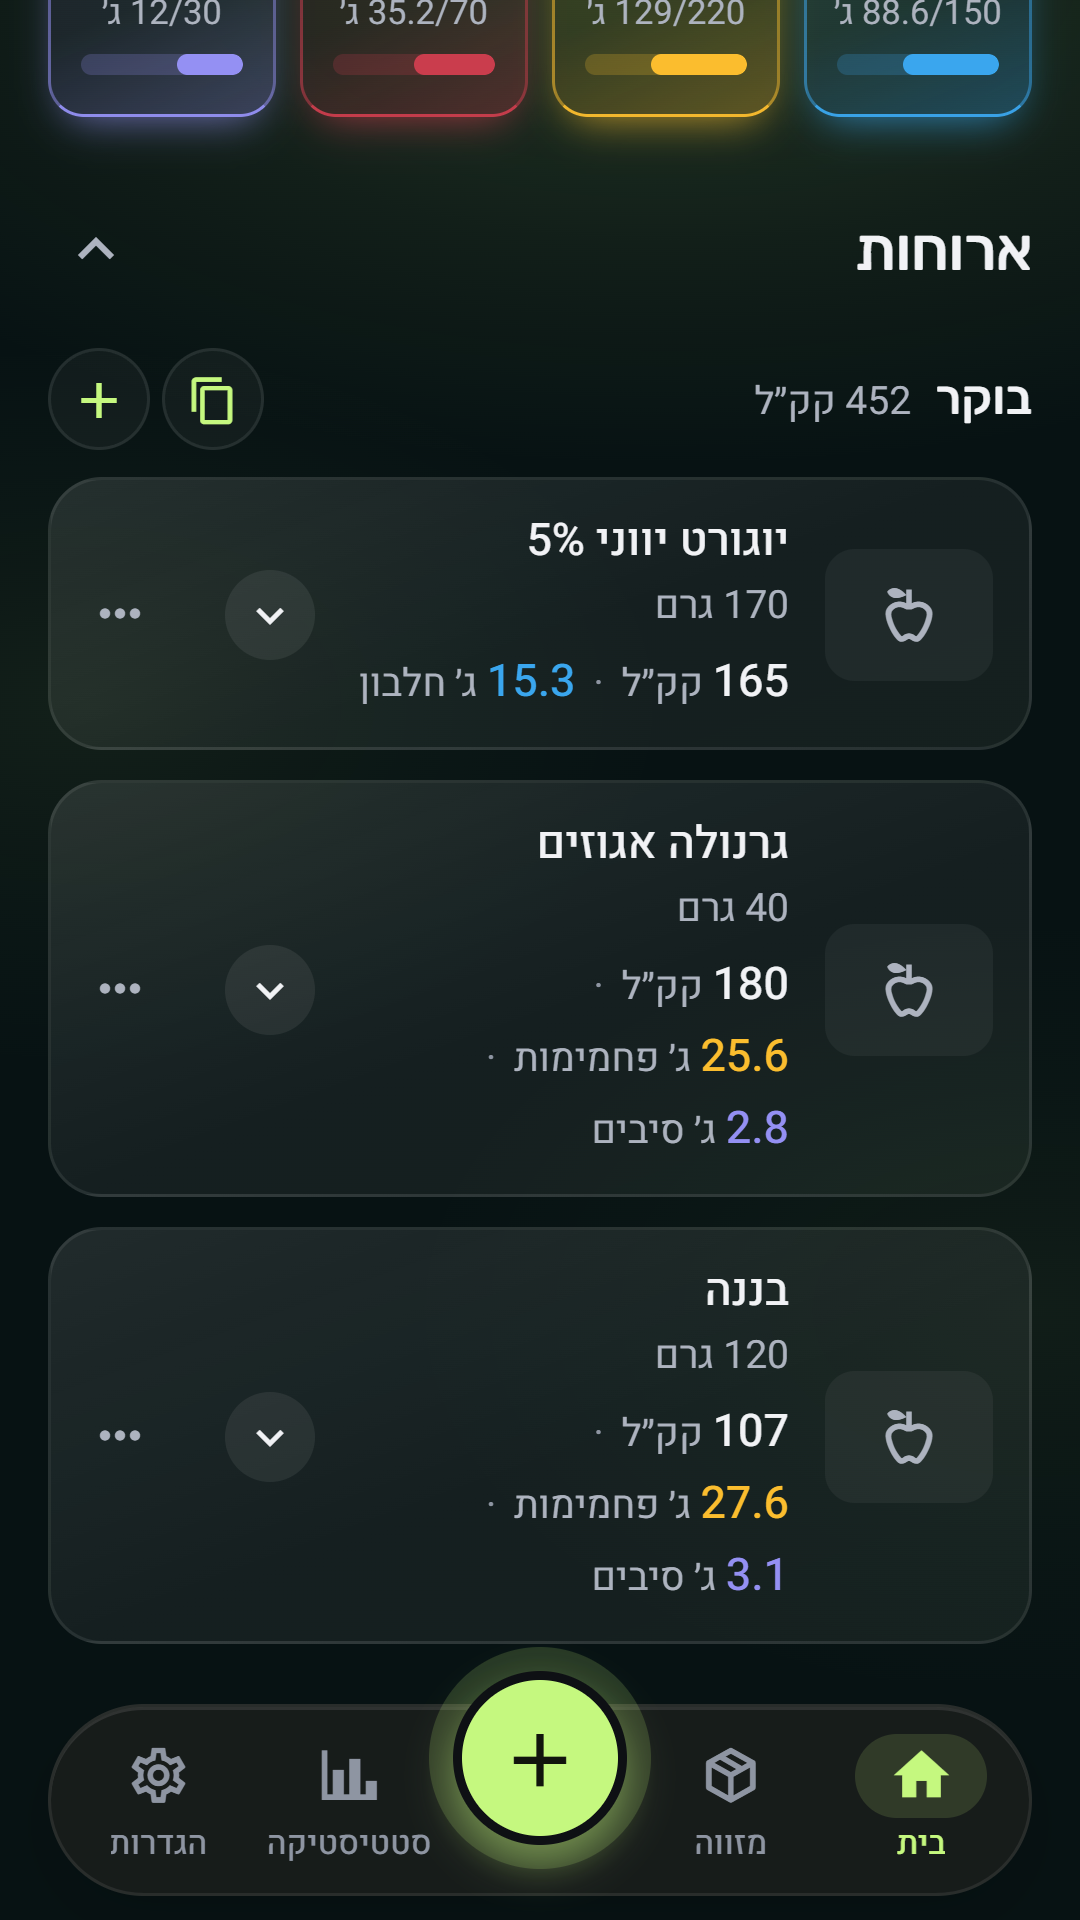 88.6/150 ג׳
129/220 ג׳
35.2/70 ג׳
12/30 ג׳
ארוחות
בוקר 452 קק״ל
יוגורט יווני 5%
170 גרם
165 קק״ל · 15.3 ג׳ חלבון
גרנולה אגוזים
40 גרם
180 קק״ל ·
25.6 ג׳ פחמימות ·
2.8 ג׳ סיבים
בננה
120 גרם
107 קק״ל ·
27.6 ג׳ פחמימות ·
3.1 ג׳ סיבים
בית
מזווה
סטטיסטיקה
הגדרות